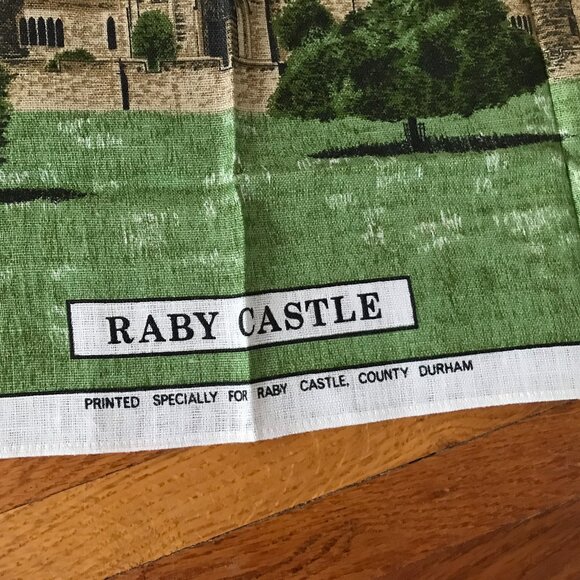 RABY CASTLE
PRINTED SPECIALLY FOR RABY CASTLE, COUNTY DURHAM